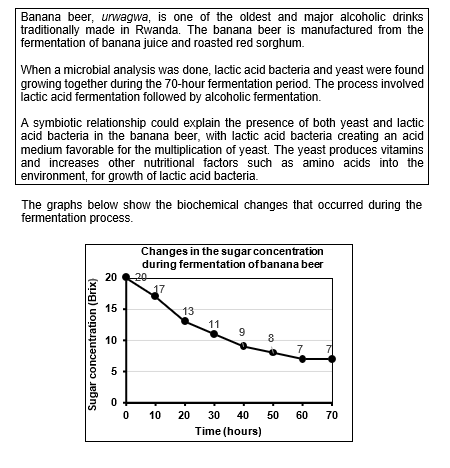 Banana beer, urwagwa, is one of the oldest and major alcoholic drinks
traditionally made in Rwanda. The banana beer is manufactured from the
fermentation of banana juice and roasted red sorghum.
When a microbial analysis was done, lactic acid bacteria and yeast were found
growing together during the 70-hour fermentation period. The process involved
lactic acid fermentation followed by alcoholic fermentation.
A symbiotic relationship could explain the presence of both yeast and lactic
acid bacteria in the banana beer, with lactic acid bacteria creating an acid
medium favorable for the multiplication of yeast. The yeast produces vitamins
and increases other nutritional factors such as amino acids into the
environment, for growth of lactic acid bacteria.
The graphs below show the biochemical changes that occurred during the
fermentation process.
Changes in the sugar concentration
during fermentation of banana beer
Sugar concentration (Brix)
20
15
10
5
0
20
17
13
11
9
8
7
7
0 10 20 30 40 50 60 70
Time (hours)